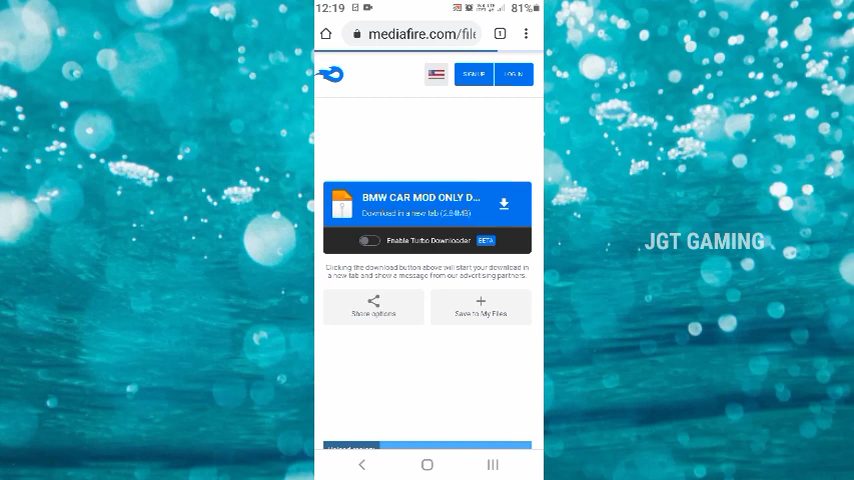 12:19
81%
mediafire.com/file
1
SIGN UP
LOG IN
BMW CAR MOD ONLY D...
Download in a new tab (2.84MB)
Enable Turbo Downloader BETA
Clicking the download button above will start your download in
a new tab and show a message from our advertising partners.
Share options
Save to My Files
JGT GAMING
Upload region: